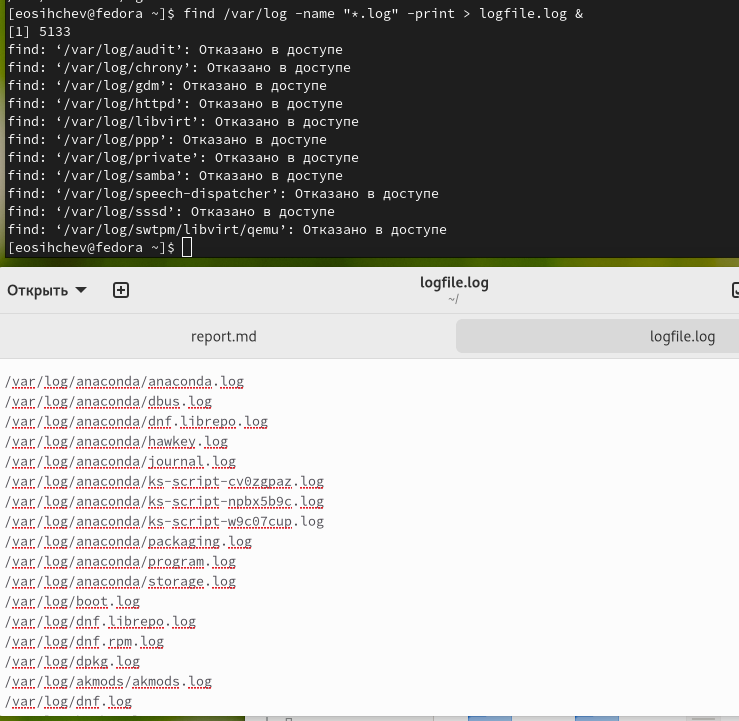 [eosihchev@fedora ~]$ find /var/log -name "*.log" -print > logfile.log &
[1] 5133
find: ‘/var/log/audit’: Отказано в доступе
find: ‘/var/log/chrony’: Отказано в доступе
find: ‘/var/log/gdm’: Отказано в доступе
find: ‘/var/log/httpd’: Отказано в доступе
find: ‘/var/log/libvirt’: Отказано в доступе
find: ‘/var/log/ppp’: Отказано в доступе
find: ‘/var/log/private’: Отказано в доступе
find: ‘/var/log/samba’: Отказано в доступе
find: ‘/var/log/speech-dispatcher’: Отказано в доступе
find: ‘/var/log/sssd’: Отказано в доступе
find: ‘/var/log/swtpm/libvirt/qemu’: Отказано в доступе
[eosihchev@fedora ~]$
Открыть
logfile.log
~/
report.md
logfile.log
/var/log/anaconda/anaconda.log
/var/log/anaconda/dbus.log
/var/log/anaconda/dnf.librepo.log
/var/log/anaconda/hawkey.log
/var/log/anaconda/journal.log
/var/log/anaconda/ks-script-cv0zgpaz.log
/var/log/anaconda/ks-script-npbx5b9c.log
/var/log/anaconda/ks-script-w9c07cup.log
/var/log/anaconda/packaging.log
/var/log/anaconda/program.log
/var/log/anaconda/storage.log
/var/log/boot.log
/var/log/dnf.librepo.log
/var/log/dnf.rpm.log
/var/log/dpkg.log
/var/log/akmods/akmods.log
/var/log/dnf.log